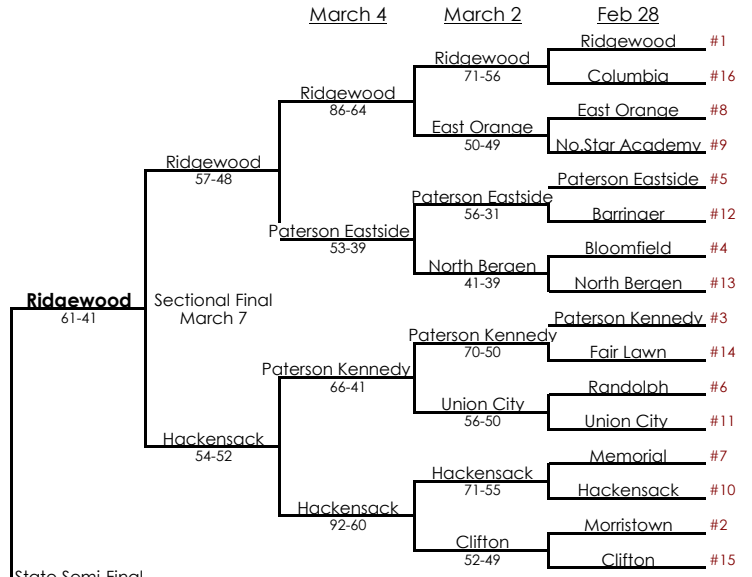 March 4 March 2 Feb 28
Ridgewood #1
Ridgewood
71-56
Columbia #16
Ridgewood
86-64
East Orange #8
East Orange
50-49
No.Star Academy #9
Ridgewood
57-48
Paterson Eastside #5
Paterson Eastside
56-31
Barringer #12
Paterson Eastside
53-39
Bloomfield #4
North Bergen
41-39
North Bergen #13
Ridgewood
61-41
Sectional Final
March 7
Paterson Kennedy #3
Paterson Kennedy
70-50
Fair Lawn #14
Paterson Kennedy
66-41
Randolph #6
Union City
56-50
Union City #11
Hackensack
54-52
Memorial #7
Hackensack
71-55
Hackensack #10
Hackensack
92-60
Morristown #2
Clifton
52-49
Clifton #15
State Semi-Final